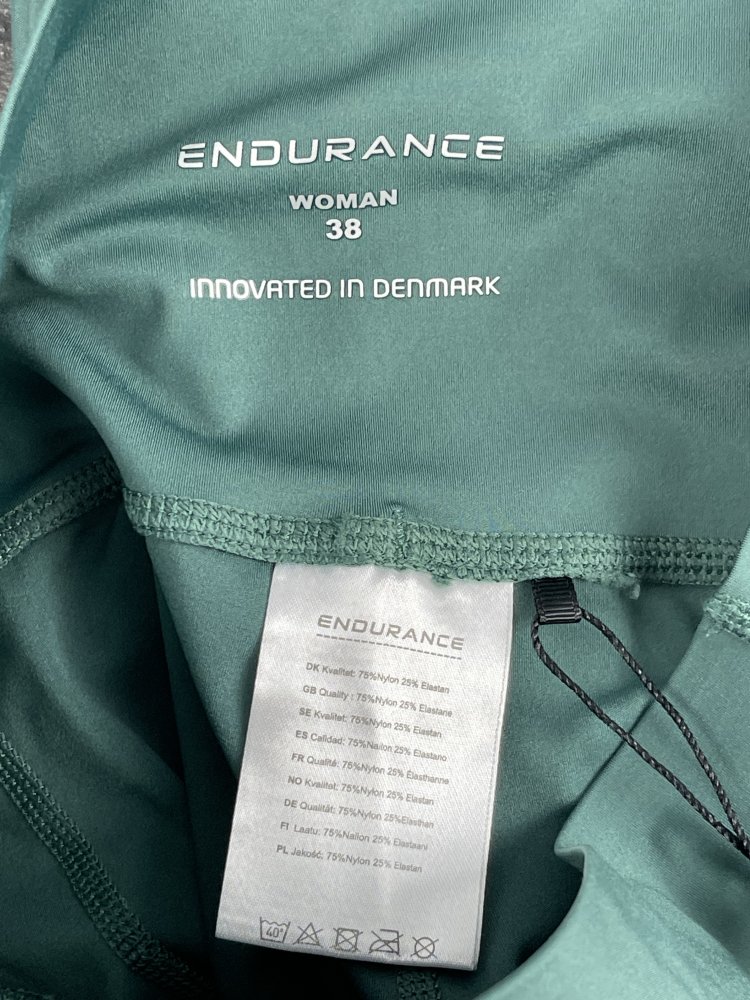 ENDURANCE
WOMAN
38
INNOVATED IN DENMARK
ENDURANCE
DK Kvalitet: 75%Nylon 25% Elastan
GB Quality : 75%Nylon 25% Elastane
SE Kvalitet: 75%Nylon 25% Elastan
ES Calidad: 75%Nailon 25% Elastano
FR Qualité: 75%Nylon 25% Elasthanne
NO Kvalitet: 75%Nylon 25% Elastan
DE Qualität: 75%Nylon 25%Elasthan
FI Laatu: 75%Nailon 25% Elastaani
PL Jakość: 75%Nylon 25% Elastan
40°